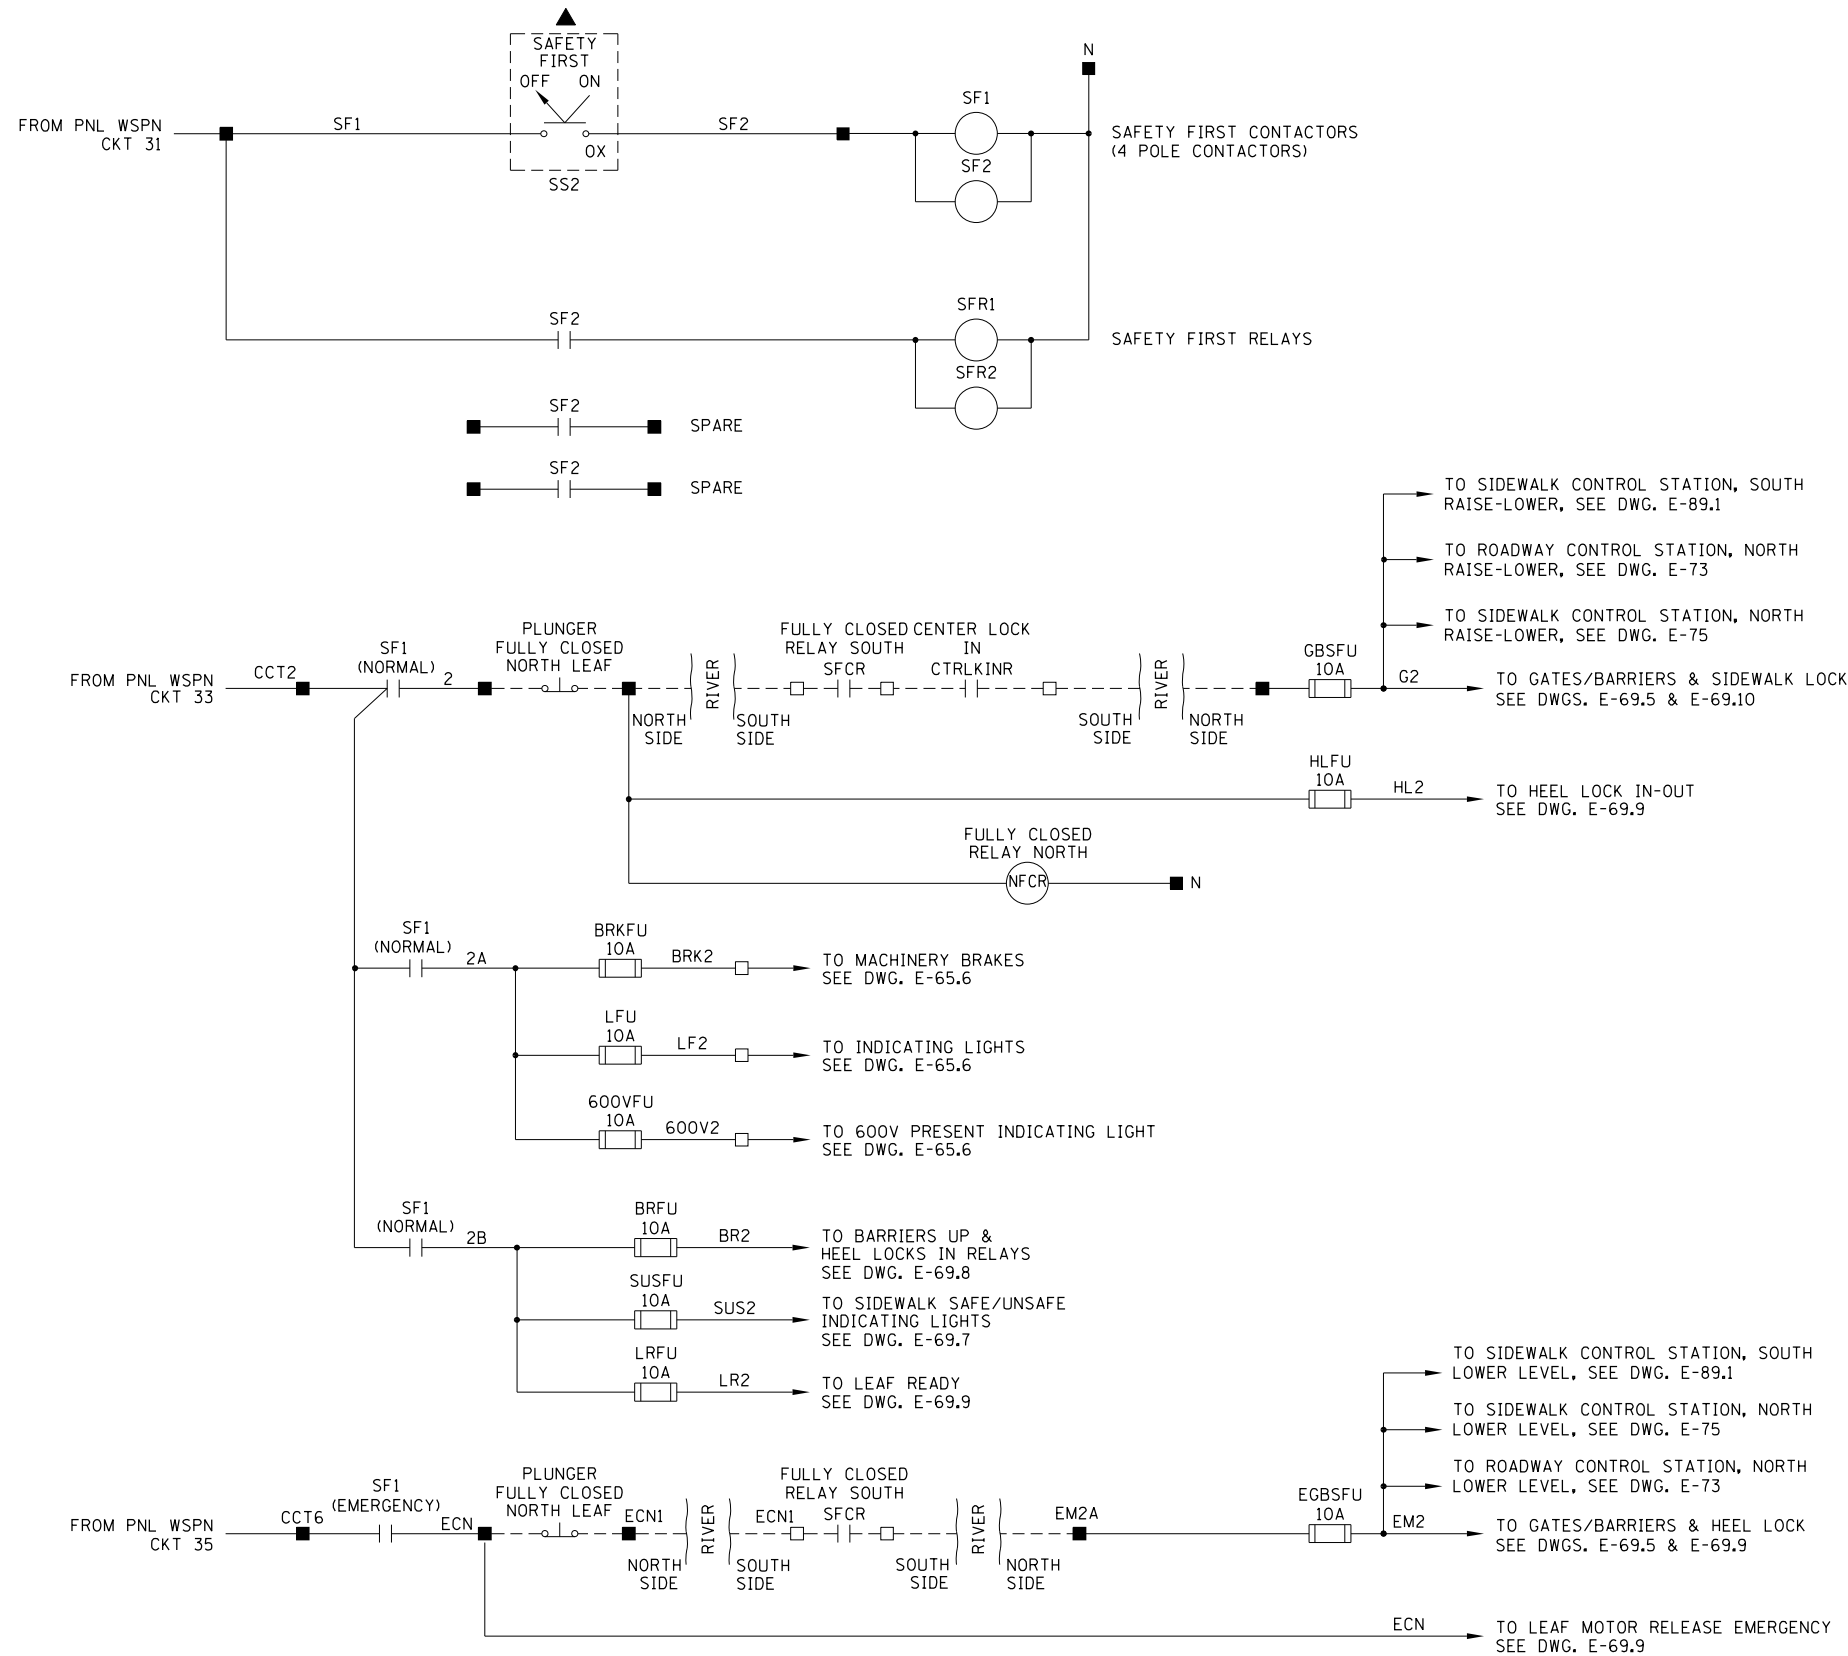 SAFETY
FIRST
OFF ON
N
FROM PNL WSPN
CKT 31
SF1
OX
SS2
SF2
SF1
SF2
SAFETY FIRST CONTACTORS
(4 POLE CONTACTORS)
SF2
SFR1
SFR2
SAFETY FIRST RELAYS
SF2
SPARE
SF2
SPARE
TO SIDEWALK CONTROL STATION, SOUTH
RAISE-LOWER, SEE DWG. E-89.1
TO ROADWAY CONTROL STATION, NORTH
RAISE-LOWER, SEE DWG. E-73
TO SIDEWALK CONTROL STATION, NORTH
RAISE-LOWER, SEE DWG. E-75
FROM PNL WSPN
CKT 33
CCT2
SF1
(NORMAL)
2
PLUNGER
FULLY CLOSED
NORTH LEAF
RIVER
NORTH
SIDE
SOUTH
SIDE
FULLY CLOSED
RELAY SOUTH
SFCR
CENTER LOCK
IN
CTRLKINR
RIVER
SOUTH
SIDE
NORTH
SIDE
GBSFU
10A
G2
TO GATES/BARRIERS & SIDEWALK LOCK
SEE DWGS. E-69.5 & E-69.10
HLFU
10A
HL2
TO HEEL LOCK IN-OUT
SEE DWG. E-69.9
FULLY CLOSED
RELAY NORTH
NFCR
N
SF1
(NORMAL)
2A
BRKFU
10A
BRK2
TO MACHINERY BRAKES
SEE DWG. E-65.6
LFU
10A
LF2
TO INDICATING LIGHTS
SEE DWG. E-65.6
600VFU
10A
600V2
TO 600V PRESENT INDICATING LIGHT
SEE DWG. E-65.6
SF1
(NORMAL)
2B
BRFU
10A
BR2
TO BARRIERS UP &
HEEL LOCKS IN RELAYS
SEE DWG. E-69.8
SUSFU
10A
SUS2
TO SIDEWALK SAFE/UNSAFE
INDICATING LIGHTS
SEE DWG. E-69.7
LRFU
10A
LR2
TO LEAF READY
SEE DWG. E-69.9
TO SIDEWALK CONTROL STATION, SOUTH
LOWER LEVEL, SEE DWG. E-89.1
TO SIDEWALK CONTROL STATION, NORTH
LOWER LEVEL, SEE DWG. E-75
TO ROADWAY CONTROL STATION, NORTH
LOWER LEVEL, SEE DWG. E-73
FROM PNL WSPN
CKT 35
CCT6
SF1
(EMERGENCY)
ECN
PLUNGER
FULLY CLOSED
NORTH LEAF
ECN1
RIVER
NORTH
SIDE
SOUTH
SIDE
ECN1
FULLY CLOSED
RELAY SOUTH
SFCR
RIVER
SOUTH
SIDE
NORTH
SIDE
EM2A
EGBSFU
10A
EM2
TO GATES/BARRIERS & HEEL LOCK
SEE DWGS. E-69.5 & E-69.9
ECN
TO LEAF MOTOR RELEASE EMERGENCY
SEE DWG. E-69.9